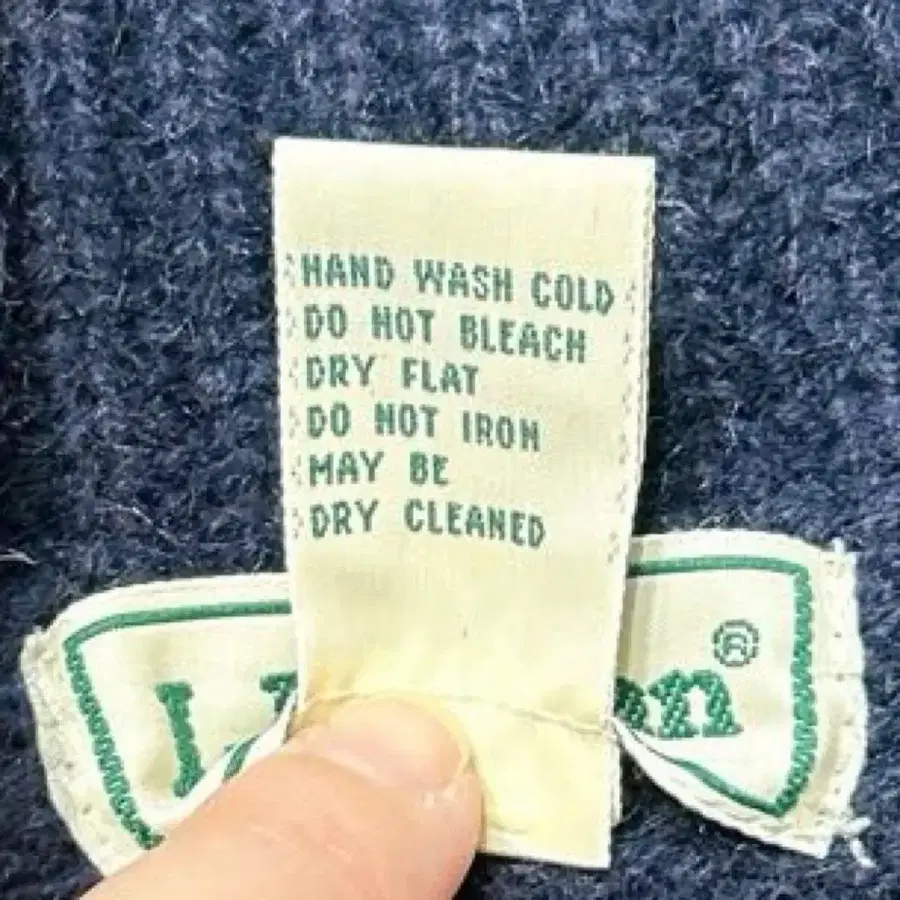 HAND WASH COLD
DO NOT BLEACH
DRY FLAT
DO NOT IRON
MAY BE
DRY CLEANED
®